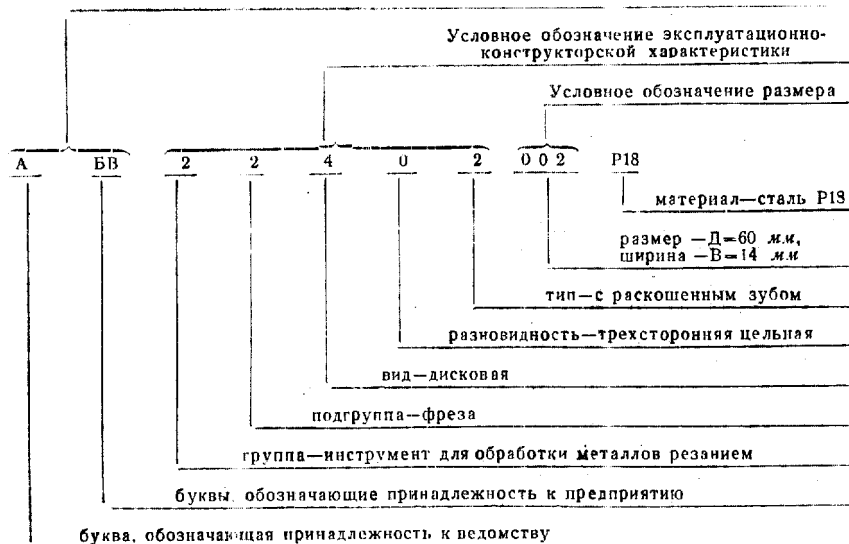 Условное обозначение эксплуатационно-
конструкторской характеристики
Условное обозначение размера
А БВ 2 2 4 0 2 0 0 2 Р18
материал—сталь Р18
размер —Д=60 мм,
ширина —В=14 мм
тип—с раскошенным зубом
разновидность—трехсторонняя цельная
вид—дисковая
подгруппа—фреза
группа—инструмент для обработки металлов резанием
буквы, обозначающие принадлежность к предприятию
буква, обозначающая принадлежность к ведомству